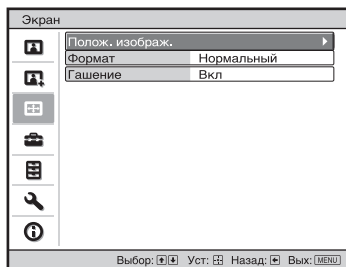 Экран
Полож. изображ.
Формат Нормальный
Гашение Вкл
Выбор: Уст: Назад: Вых: MENU